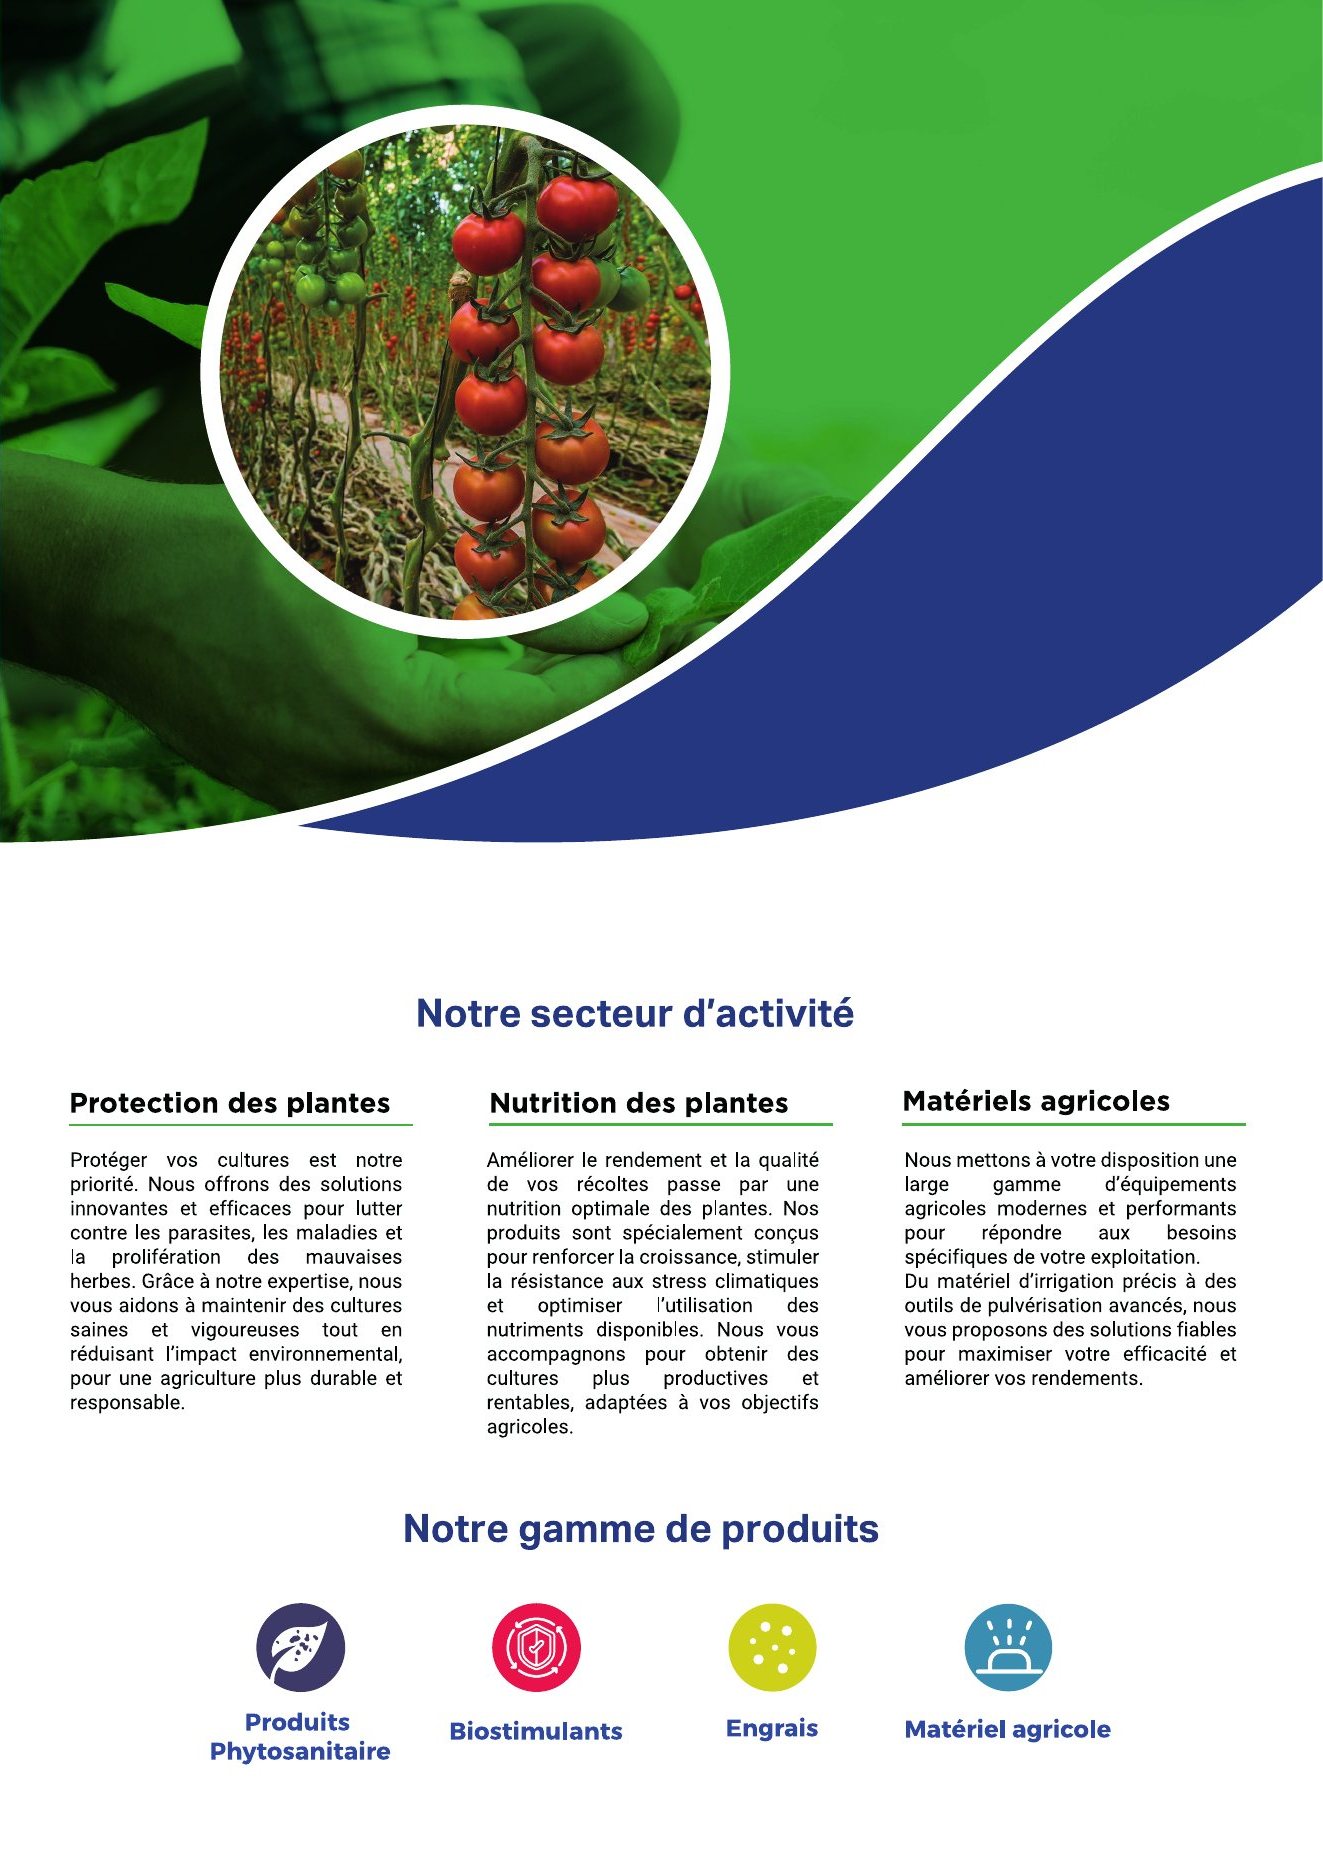 Notre secteur d’activité
Protection des plantes
Protéger vos cultures est notre
priorité. Nous offrons des solutions
innovantes et efficaces pour lutter
contre les parasites, les maladies et
la prolifération des mauvaises
herbes. Grâce à notre expertise, nous
vous aidons à maintenir des cultures
saines et vigoureuses tout en
réduisant l’impact environnemental,
pour une agriculture plus durable et
responsable.
Nutrition des plantes
Améliorer le rendement et la qualité
de vos récoltes passe par une
nutrition optimale des plantes. Nos
produits sont spécialement conçus
pour renforcer la croissance, stimuler
la résistance aux stress climatiques
et optimiser l’utilisation des
nutriments disponibles. Nous vous
accompagnons pour obtenir des
cultures plus productives et
rentables, adaptées à vos objectifs
agricoles.
Matériels agricoles
Nous mettons à votre disposition une
large gamme d’équipements
agricoles modernes et performants
pour répondre aux besoins
spécifiques de votre exploitation.
Du matériel d’irrigation précis à des
outils de pulvérisation avancés, nous
vous proposons des solutions fiables
pour maximiser votre efficacité et
améliorer vos rendements.
Notre gamme de produits
Produits
Phytosanitaire
Biostimulants
Engrais
Matériel agricole